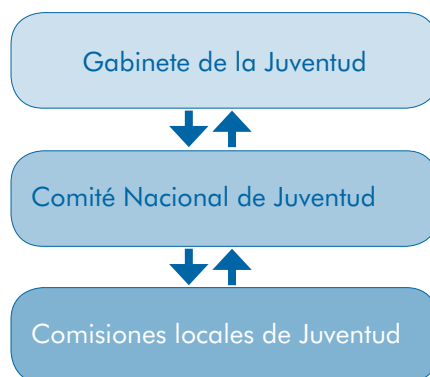 Gabinete de la Juventud
Comité Nacional de Juventud
Comisiones locales de Juventud